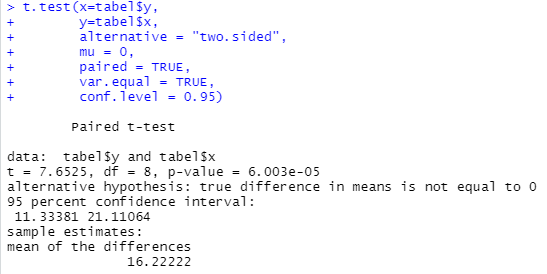 > t.test(x=tabel$y,
+        y=tabel$x,
+        alternative = "two.sided",
+        mu = 0,
+        paired = TRUE,
+        var.equal = TRUE,
+        conf.level = 0.95)
Paired t-test
data:  tabel$y and tabel$x
t = 7.6525, df = 8, p-value = 6.003e-05
alternative hypothesis: true difference in means is not equal to 0
95 percent confidence interval:
11.33381 21.11064
sample estimates:
mean of the differences
16.22222